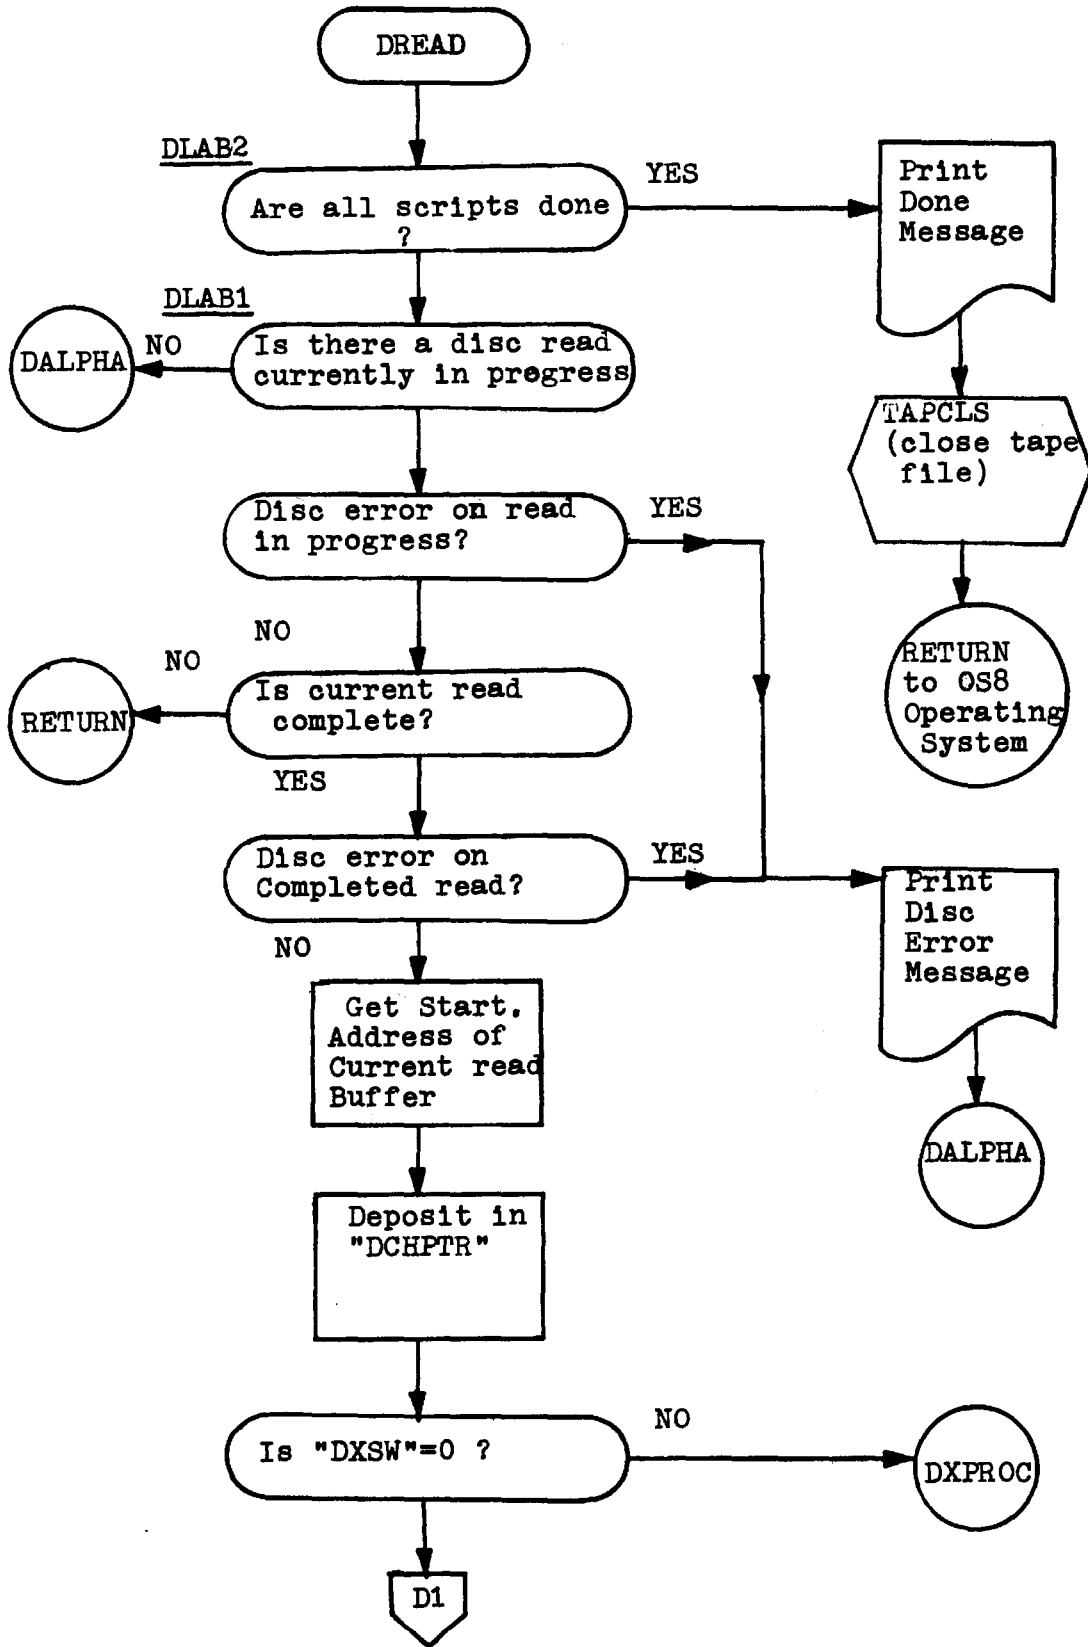 DREAD
DLAB2
Are all scripts done
?
YES
Print
Done
Message
DLAB1
Is there a disc read
currently in progress
NO
DALPHA
TAPCLS
(close tape
file)
Disc error on read
in progress?
YES
NO
RETURN
to OS8
Operating
System
Is current read
complete?
NO
RETURN
YES
Disc error on
Completed read?
YES
Print
Disc
Error
Message
NO
Get Start.
Address of
Current read
Buffer
DALPHA
Deposit in
"DCHPTR"
Is "DXSW"=0 ?
NO
DXPROC
D1